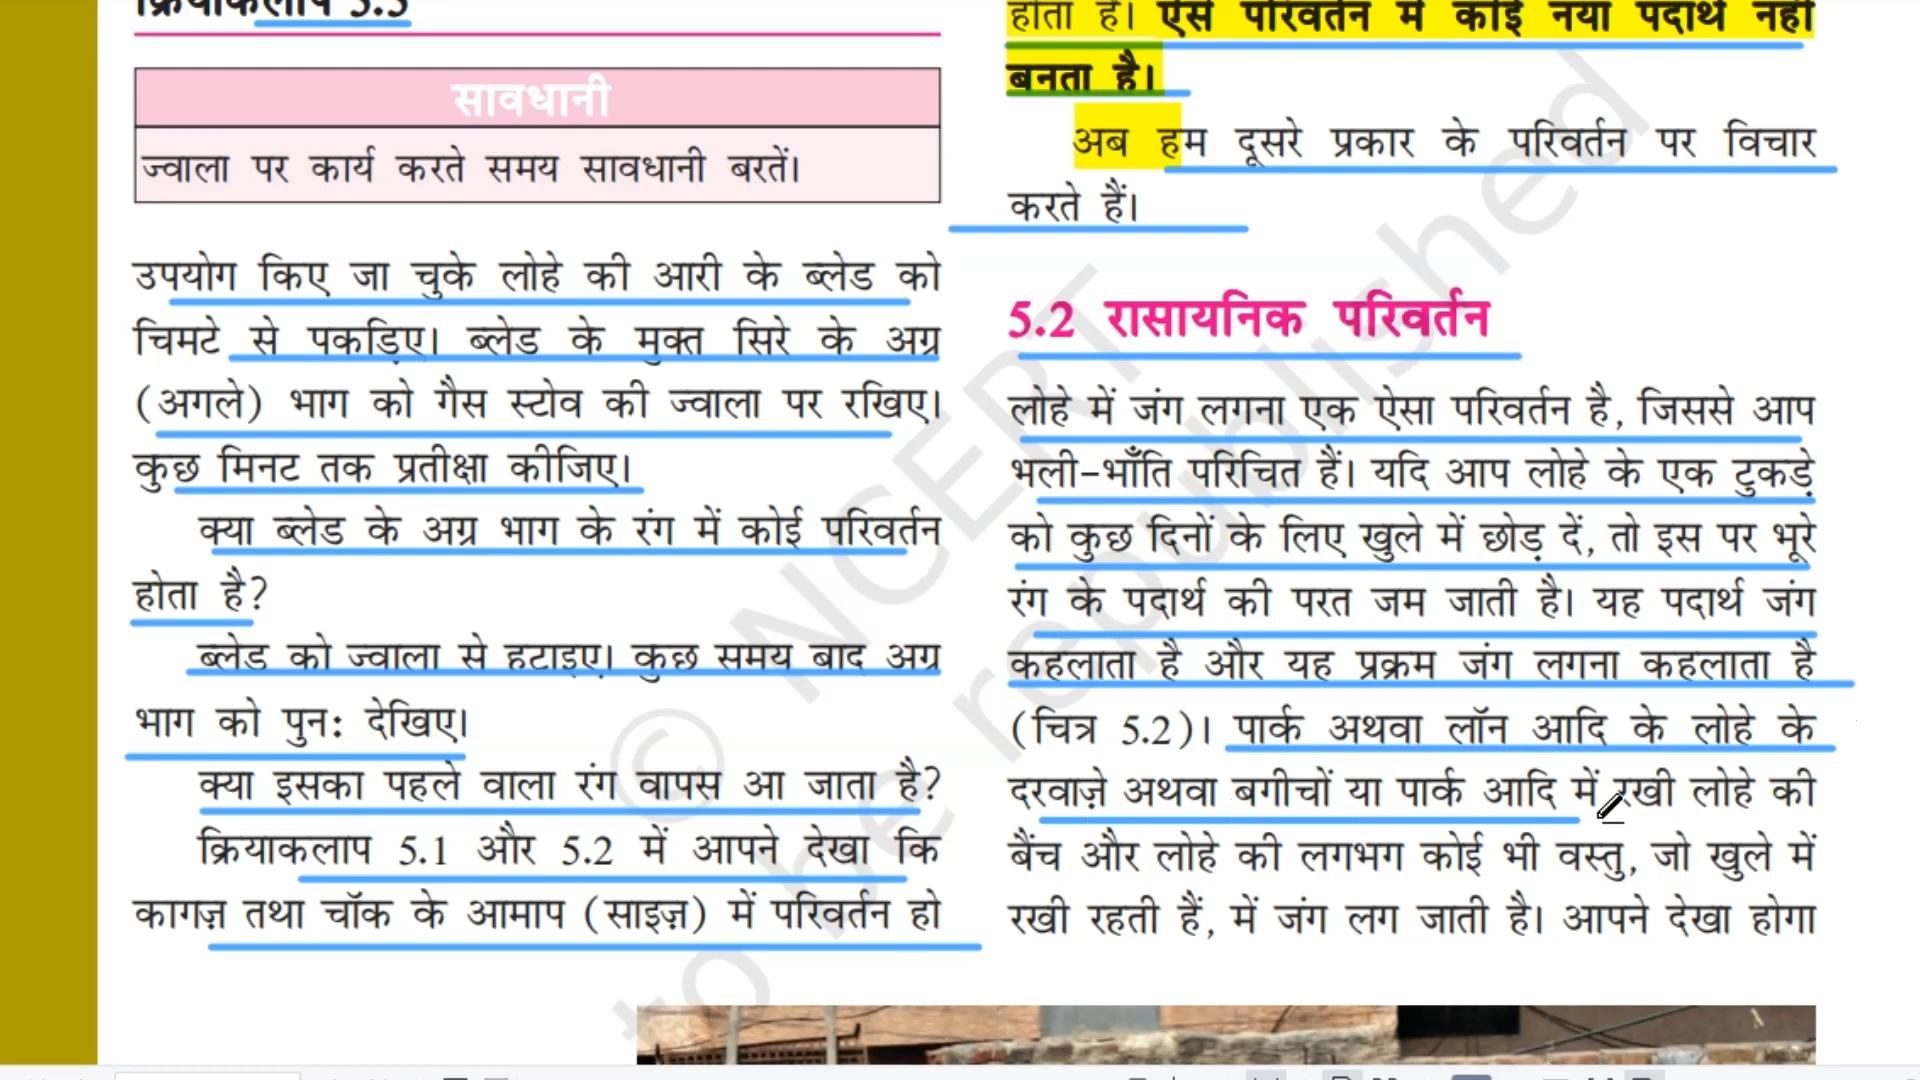 क्रियाकलाप 5.5
सावधानी
ज्वाला पर कार्य करते समय सावधानी बरतें।
उपयोग किए जा चुके लोहे की आरी के ब्लेड को
चिमटे से पकड़िए। ब्लेड के मुक्त सिरे के अग्र
(अगले) भाग को गैस स्टोव की ज्वाला पर रखिए।
कुछ मिनट तक प्रतीक्षा कीजिए।
क्या ब्लेड के अग्र भाग के रंग में कोई परिवर्तन
होता है?
ब्लेड को ज्वाला से हटाइए। कुछ समय बाद अग्र
भाग को पुन: देखिए।
क्या इसका पहले वाला रंग वापस आ जाता है?
क्रियाकलाप 5.1 और 5.2 में आपने देखा कि
कागज़ तथा चॉक के आमाप (साइज़) में परिवर्तन हो
होता है। ऐसे परिवर्तन में कोई नया पदार्थ नहीं
बनता है।
अब हम दूसरे प्रकार के परिवर्तन पर विचार
करते हैं।
5.2 रासायनिक परिवर्तन
लोहे में जंग लगना एक ऐसा परिवर्तन है, जिससे आप
भली-भाँति परिचित हैं। यदि आप लोहे के एक टुकड़े
को कुछ दिनों के लिए खुले में छोड़ दें, तो इस पर भूरे
रंग के पदार्थ की परत जम जाती है। यह पदार्थ जंग
कहलाता है और यह प्रक्रम जंग लगना कहलाता है
(चित्र 5.2)। पार्क अथवा लॉन आदि के लोहे के
दरवाज़े अथवा बगीचों या पार्क आदि में रखी लोहे की
बैंच और लोहे की लगभग कोई भी वस्तु, जो खुले में
रखी रहती हैं, में जंग लग जाती है। आपने देखा होगा
© NCERT
to be republished